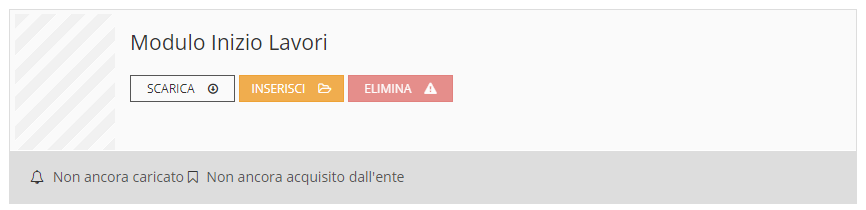 Modulo Inizio Lavori
SCARICA INSERISCI ELIMINA
Non ancora caricato Non ancora acquisito dall'ente